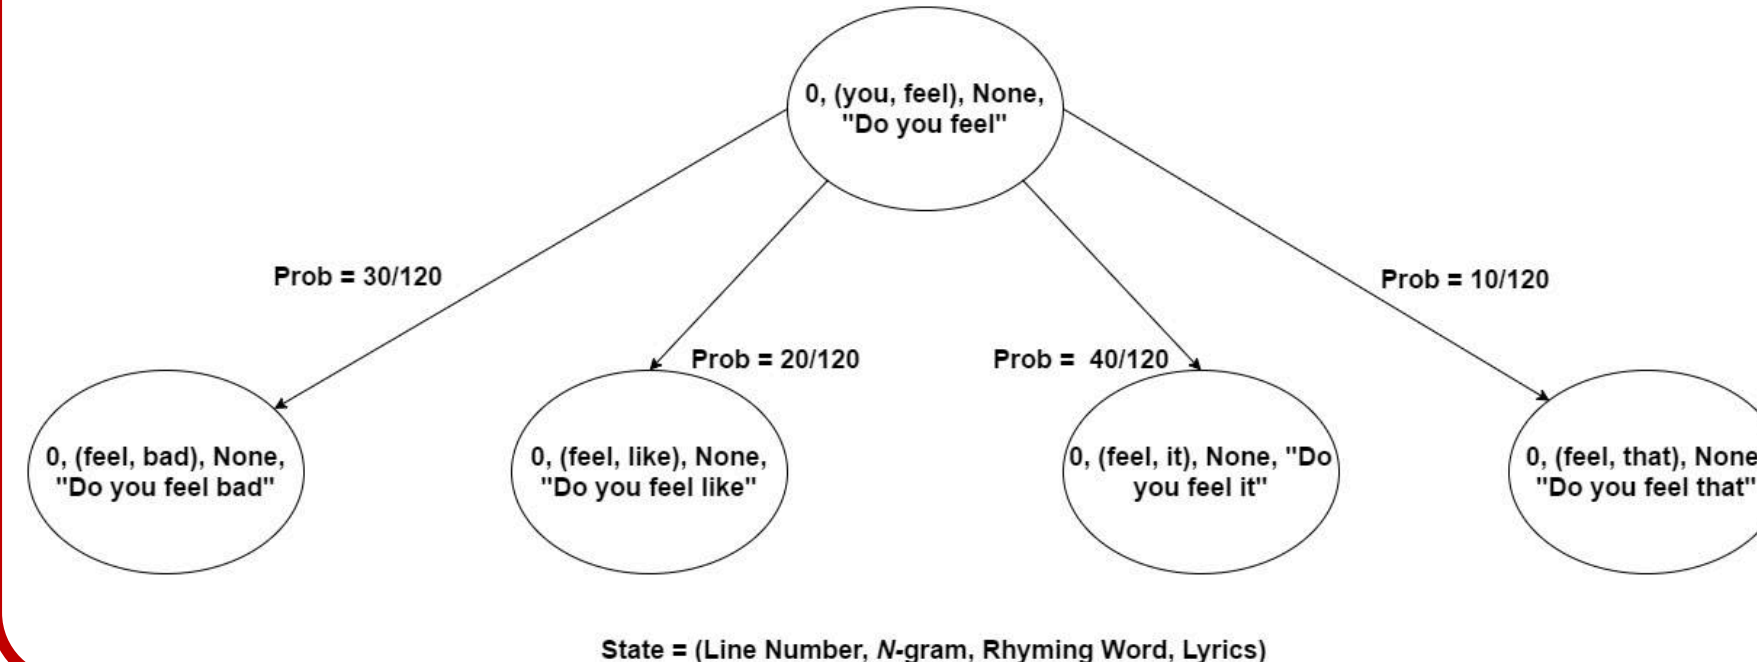 0, (you, feel), None,
"Do you feel"
Prob = 30/120
Prob = 10/120
Prob = 20/120
Prob = 40/120
0, (feel, bad), None,
"Do you feel bad"
0, (feel, like), None,
"Do you feel like"
0, (feel, it), None, "Do
you feel it"
0, (feel, that), None
"Do you feel that"
State = (Line Number, N-gram, Rhyming Word, Lyrics)